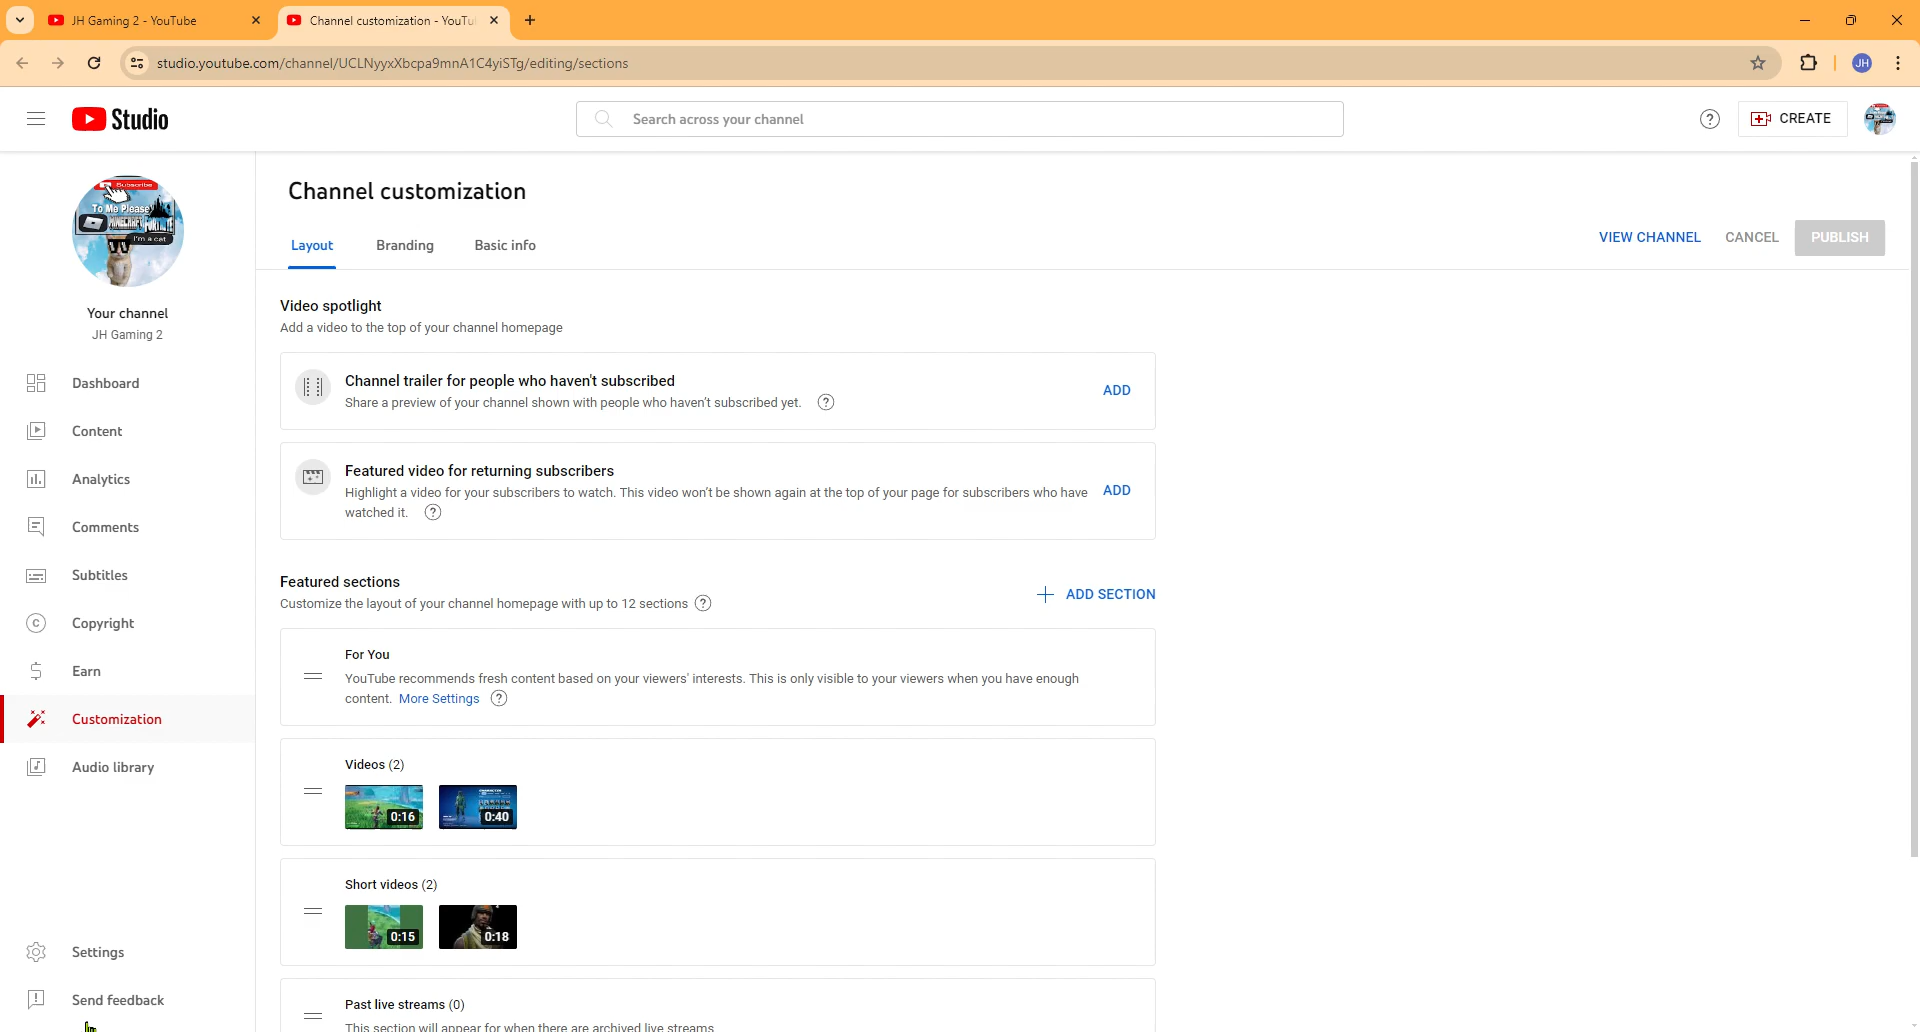 JH Gaming 2 - YouTube
Channel customization - YouTu
studio.youtube.com/channel/UCLNyyxXbcpa9mnA1C4yiSTg/editing/sections
JH
Studio
Search across your channel
CREATE
Subscribe
To Me Please
MINECRAFT
I'm a cat
Your channel
JH Gaming 2
Dashboard
Content
Analytics
Comments
Subtitles
Copyright
Earn
Customization
Audio library
Settings
Send feedback
Channel customization
Layout
Branding
Basic info
VIEW CHANNEL
CANCEL
PUBLISH
Video spotlight
Add a video to the top of your channel homepage
Channel trailer for people who haven't subscribed
Share a preview of your channel shown with people who haven't subscribed yet.
ADD
Featured video for returning subscribers
Highlight a video for your subscribers to watch. This video won't be shown again at the top of your page for subscribers who have
watched it.
ADD
Featured sections
Customize the layout of your channel homepage with up to 12 sections
ADD SECTION
For You
YouTube recommends fresh content based on your viewers' interests. This is only visible to your viewers when you have enough
content. More Settings
Videos (2)
0:16
0:40
Short videos (2)
0:15
0:18
Past live streams (0)
This section will appear for when there are archived live streams